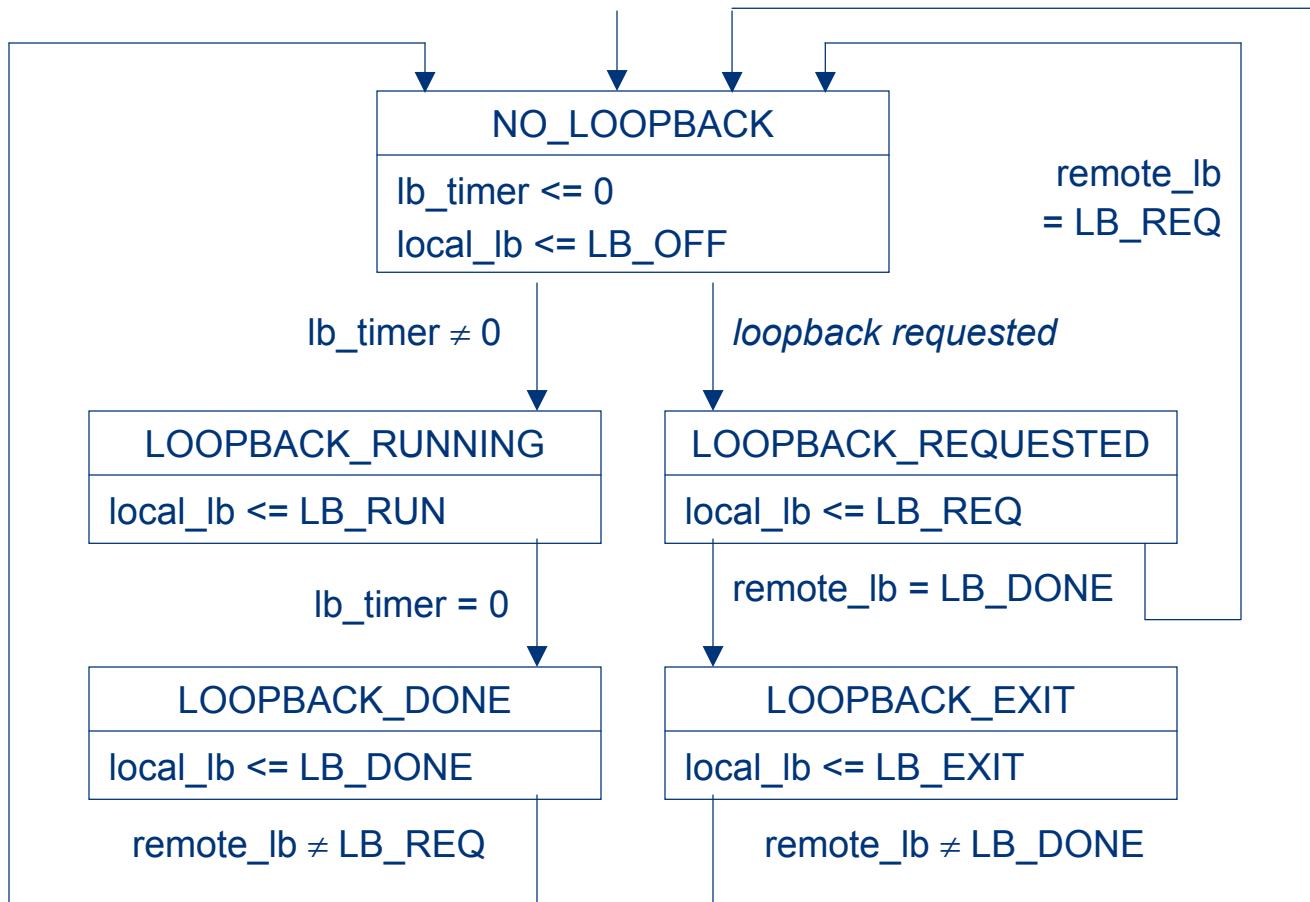 NO_LOOPBACK
lb_timer <= 0
local_lb <= LB_OFF
remote_lb
= LB_REQ
lb_timer ≠ 0
loopback requested
LOOPBACK_RUNNING
local_lb <= LB_RUN
LOOPBACK_REQUESTED
local_lb <= LB_REQ
lb_timer = 0
remote_lb = LB_DONE
LOOPBACK_DONE
local_lb <= LB_DONE
LOOPBACK_EXIT
local_lb <= LB_EXIT
remote_lb ≠ LB_REQ
remote_lb ≠ LB_DONE